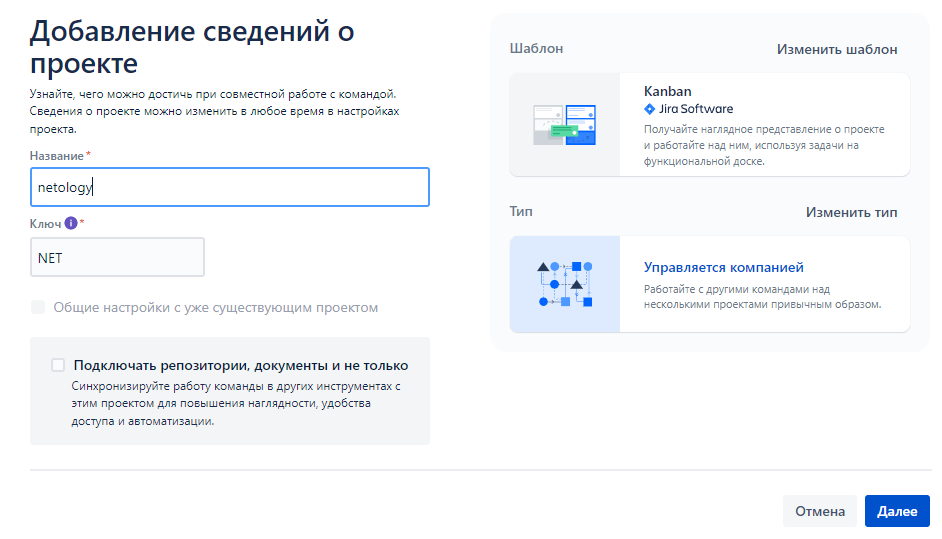 Добавление сведений о
проекте
Узнайте, чего можно достичь при совместной работе с командой.
Сведения о проекте можно изменить в любое время в настройках
проекта.
Название *
netology
Ключ i *
NET
Общие настройки с уже существующим проектом
Подключать репозитории, документы и не только
Синхронизируйте работу команды в других инструментах с
этим проектом для повышения наглядности, удобства
доступа и автоматизации.
Шаблон
Изменить шаблон
Kanban
Jira Software
Получайте наглядное представление о проекте
и работайте над ним, используя задачи на
функциональной доске.
Тип
Изменить тип
Управляется компанией
Работайте с другими командами над
несколькими проектами привычным образом.
Отмена
Далее